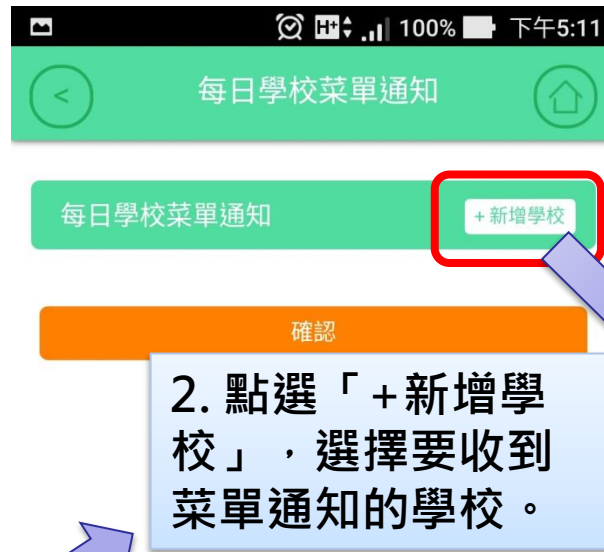 H+ 100% 下午5:11
< 每日學校菜單通知
每日學校菜單通知 +新增學校
確認
2. 點選「+新增學
校」，選擇要收到
菜單通知的學校。